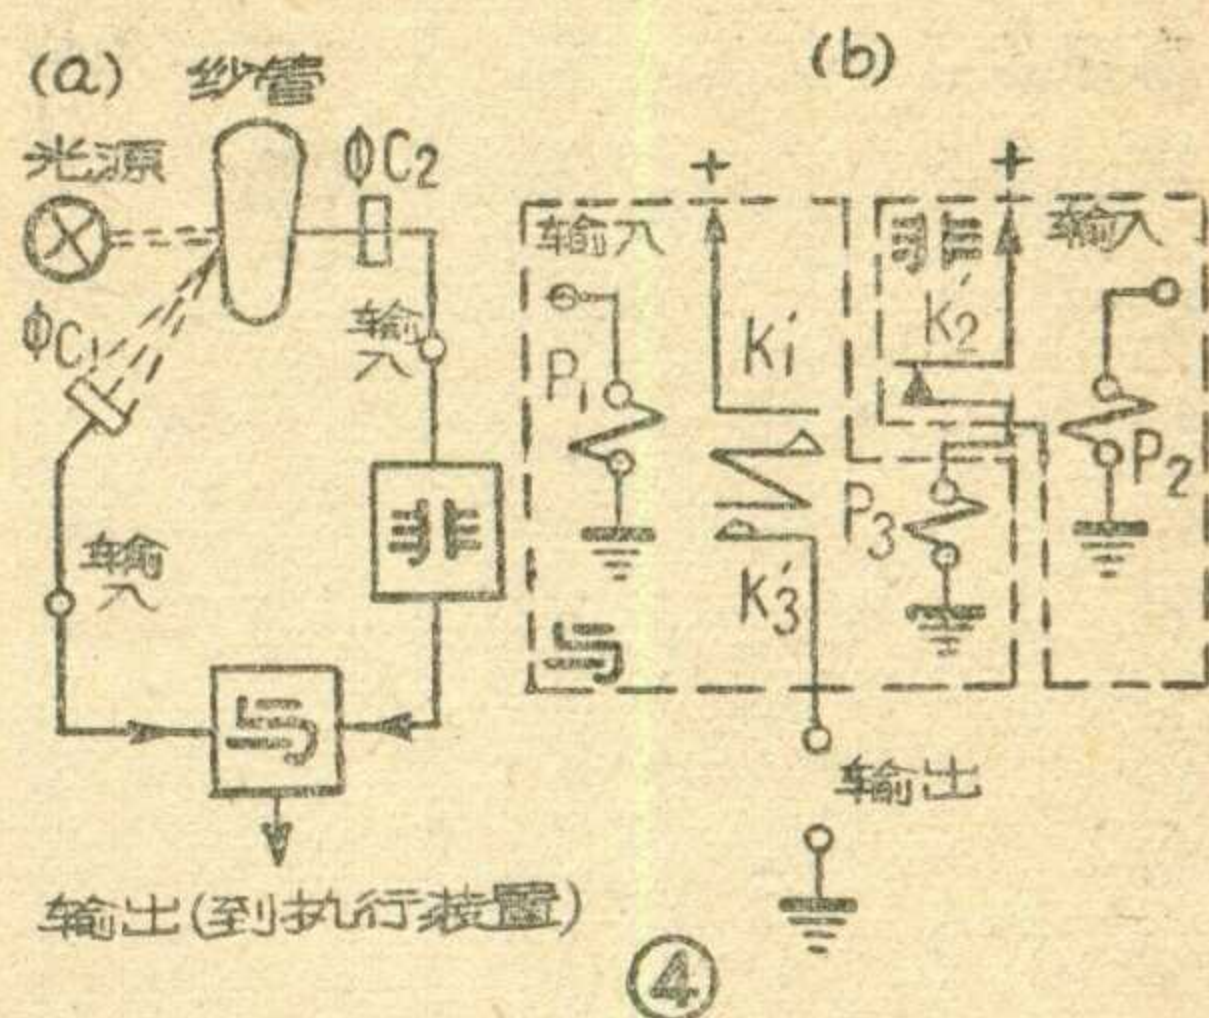 (a) 纱管
光源
ΦC2
ΦC1
输入
输入
非
与
输出(到执行装置)
(b)
+
+
输入
非
输入
K1′
K2′
P1
P2
P3
K3′
与
输出
④